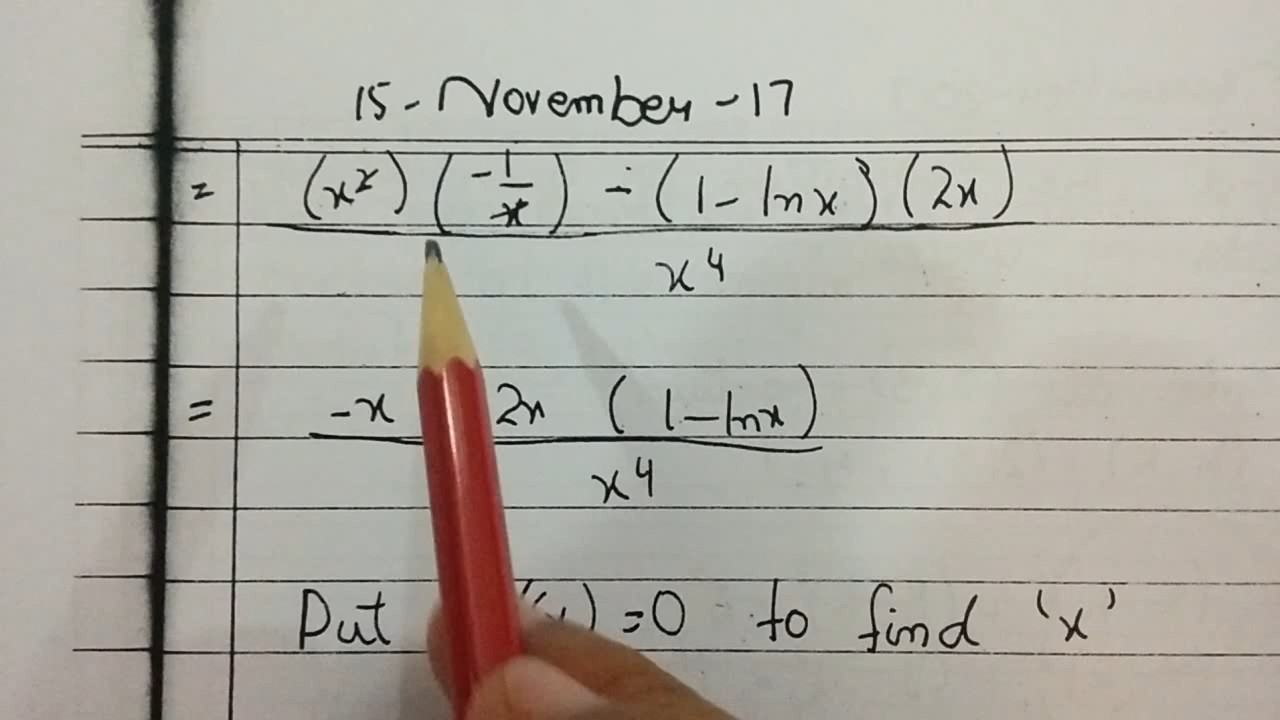 15 - November - 17
= (x²) (-1/x) - (1 - ln x) (2x)
x⁴
= -x 2x (1 - ln x)
x⁴
Put (x) = 0 to find 'x'